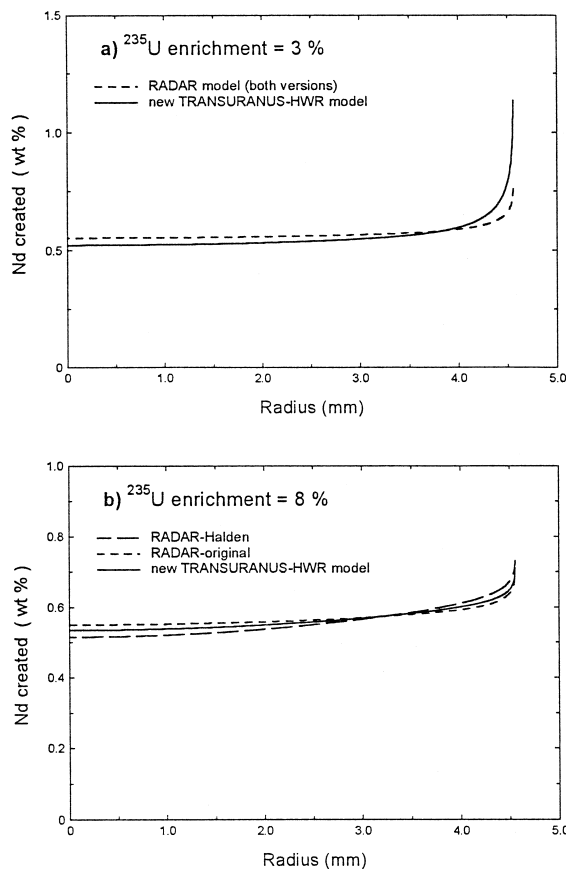 1.5
a) ²³⁵U enrichment = 3 %
RADAR model (both versions)
new TRANSURANUS-HWR model
1.0
0.5
0
Nd created ( wt % )
0 1.0 2.0 3.0 4.0 5.0
Radius (mm)
1.0
b) ²³⁵U enrichment = 8 %
RADAR-Halden
RADAR-original
new TRANSURANUS-HWR model
0.8
0.6
0.4
0.2
0
Nd created ( wt % )
0 1.0 2.0 3.0 4.0 5.0
Radius (mm)